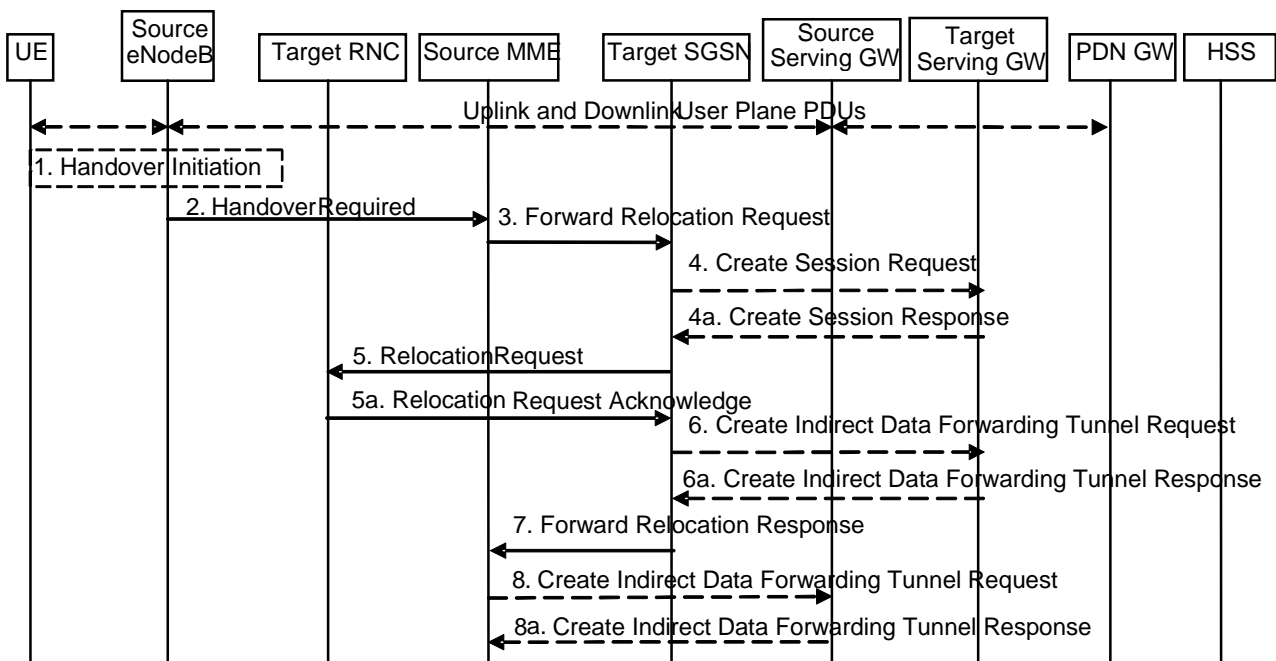 UE
Source
eNodeB
Target RNC
Source MME
Target SGSN
Source
Serving GW
Target
Serving GW
PDN GW
HSS
Uplink and Downlink User Plane PDUs
1. Handover Initiation
2. Handover Required
3. Forward Relocation Request
4. Create Session Request
4a. Create Session Response
5. Relocation Request
5a. Relocation Request Acknowledge
6. Create Indirect Data Forwarding Tunnel Request
6a. Create Indirect Data Forwarding Tunnel Response
7. Forward Relocation Response
8. Create Indirect Data Forwarding Tunnel Request
8a. Create Indirect Data Forwarding Tunnel Response